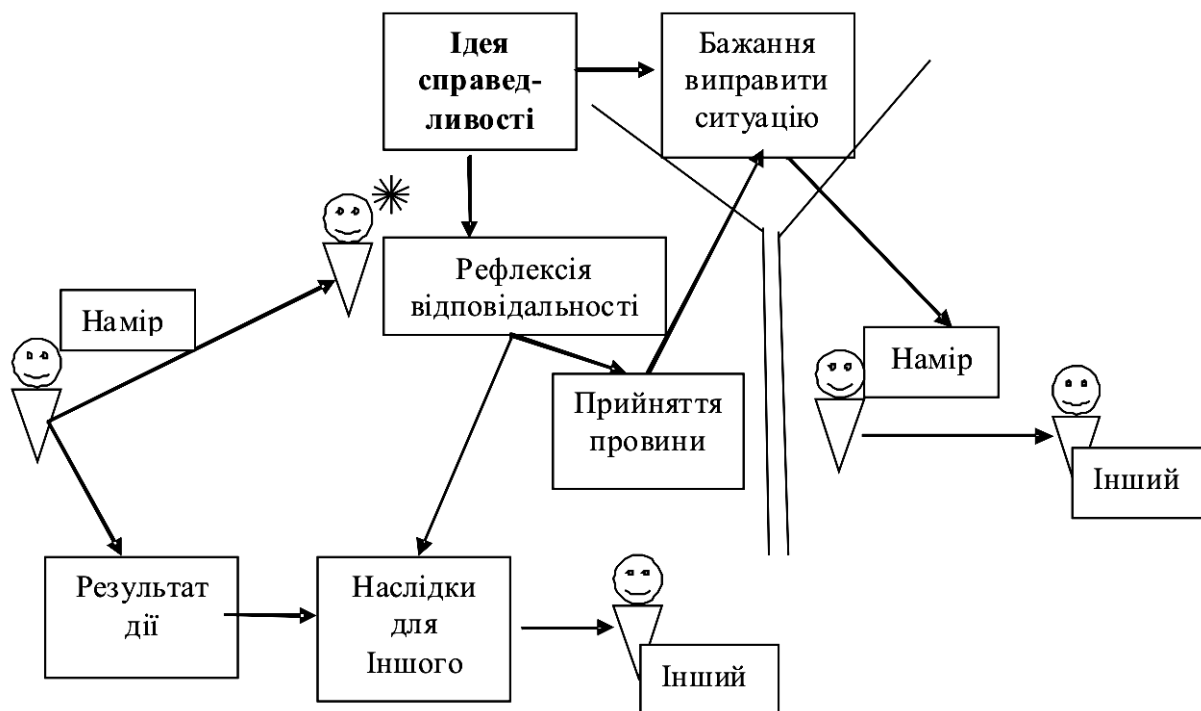 Ідея
справед-
ливості
Бажання
виправити
ситуацію
Рефлексія
відповідальності
Намір
Прийняття
провини
Намір
Інший
Результат
дії
Наслідки
для
Іншого
Інший